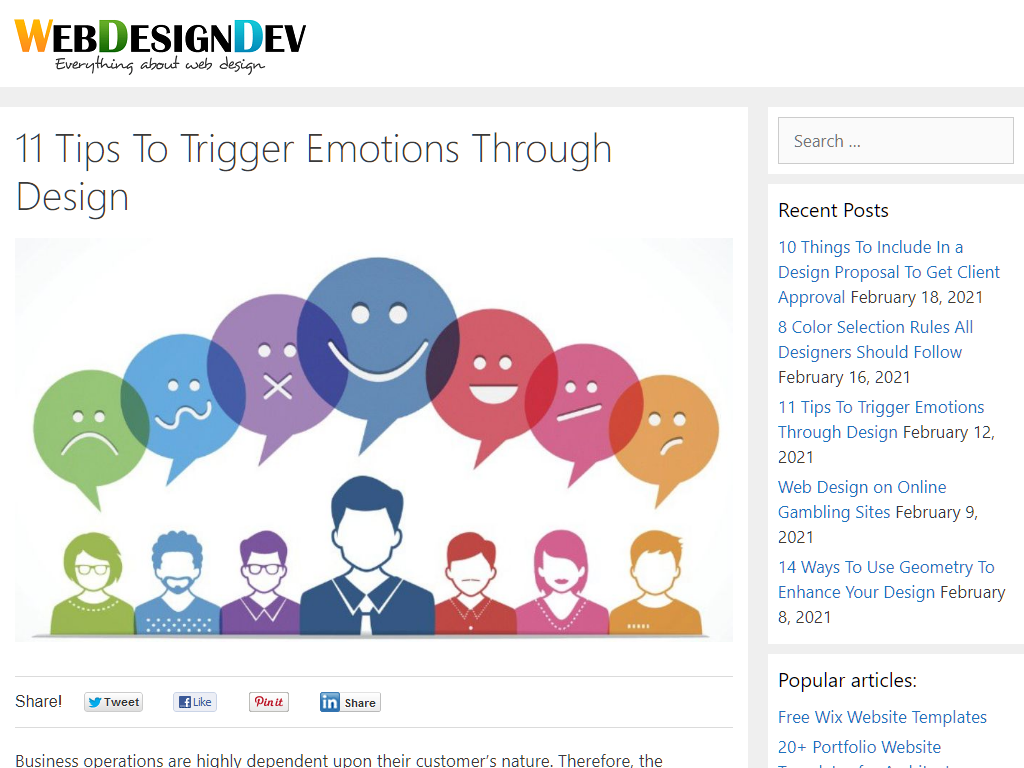 WEBDESIGNDEV
Everything about web design
11 Tips To Trigger Emotions Through
Design
Share!
Tweet
Like
Pin it
in Share
Business operations are highly dependent upon their customer's nature. Therefore, the
Search ...
Recent Posts
10 Things To Include In a
Design Proposal To Get Client
Approval February 18, 2021
8 Color Selection Rules All
Designers Should Follow
February 16, 2021
11 Tips To Trigger Emotions
Through Design February 12,
2021
Web Design on Online
Gambling Sites February 9,
2021
14 Ways To Use Geometry To
Enhance Your Design February
8, 2021
Popular articles:
Free Wix Website Templates
20+ Portfolio Website